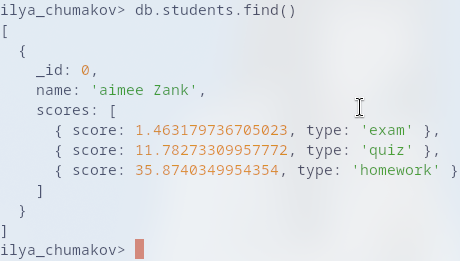 ilya_chumakov> db.students.find()
[
  {
    _id: 0,
    name: 'aimee Zank',
    scores: [
      { score: 1.463179736705023, type: 'exam' },
      { score: 11.78273309957772, type: 'quiz' },
      { score: 35.8740349954354, type: 'homework' }
    ]
  }
]
ilya_chumakov>